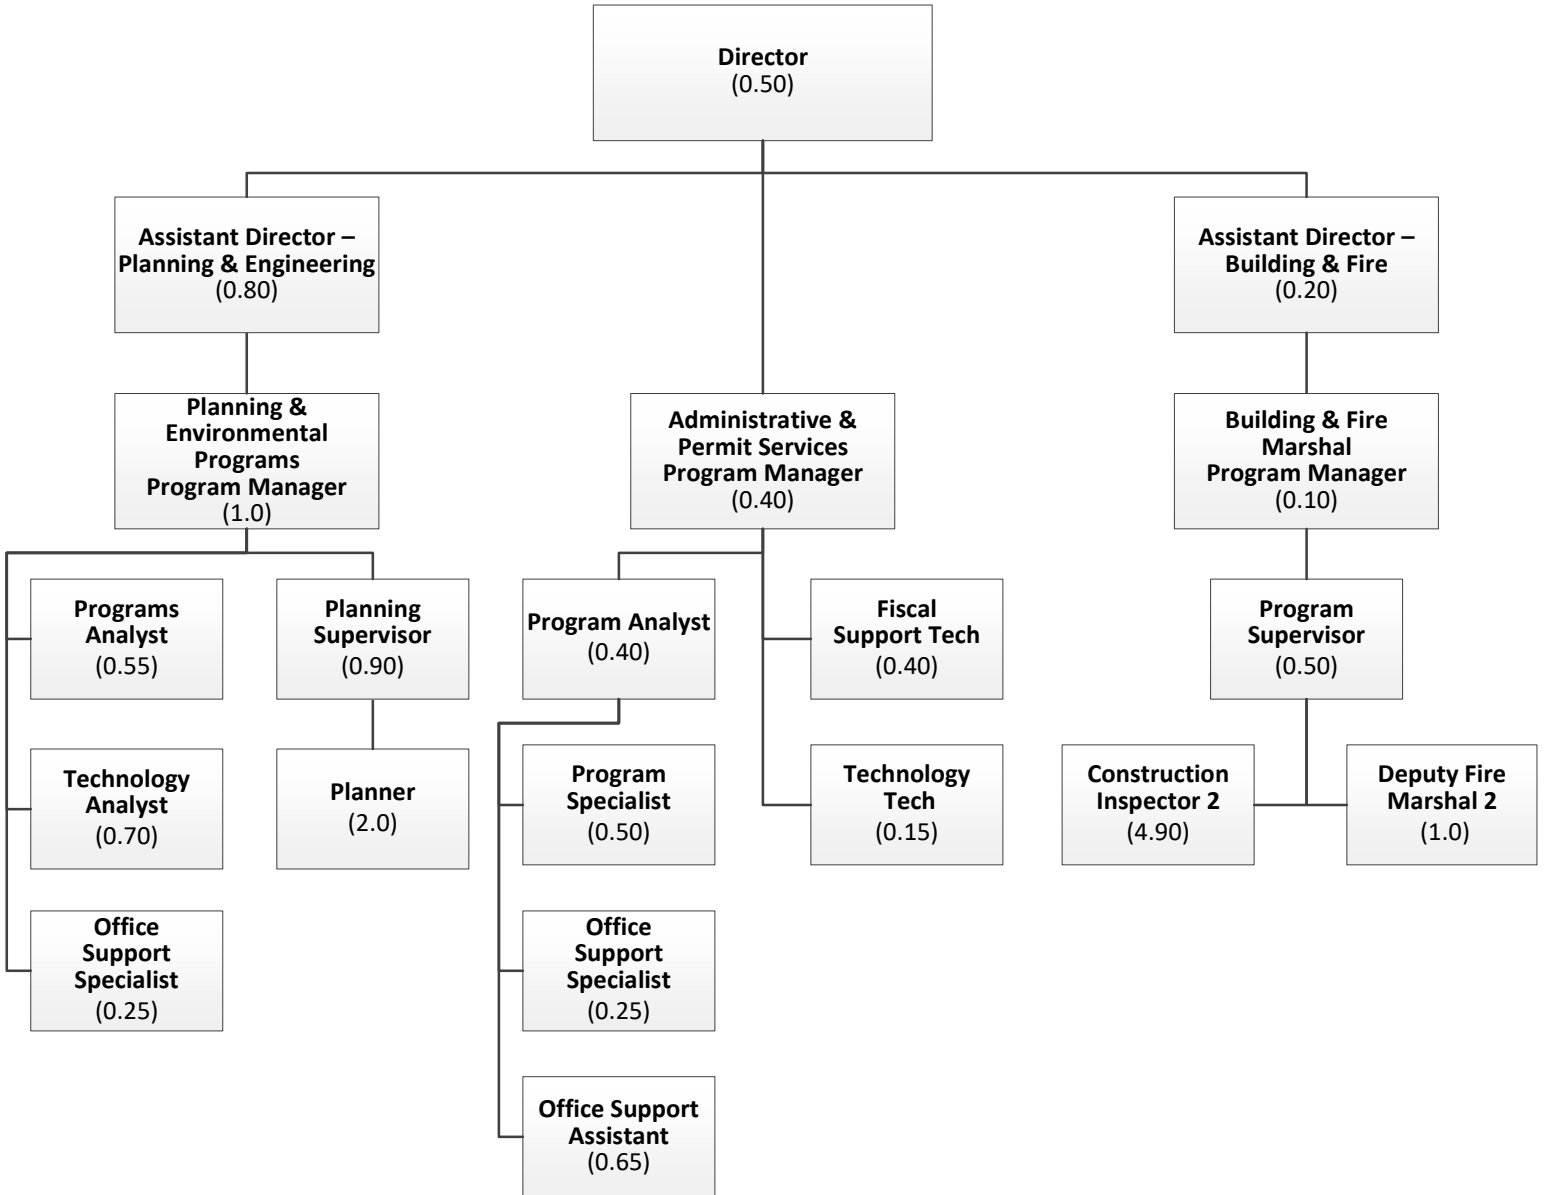 Director
(0.50)
Assistant Director –
Planning & Engineering
(0.80)
Assistant Director –
Building & Fire
(0.20)
Planning &
Environmental
Programs
Program Manager
(1.0)
Administrative &
Permit Services
Program Manager
(0.40)
Building & Fire
Marshal
Program Manager
(0.10)
Programs
Analyst
(0.55)
Planning
Supervisor
(0.90)
Program Analyst
(0.40)
Fiscal
Support Tech
(0.40)
Program
Supervisor
(0.50)
Technology
Analyst
(0.70)
Planner
(2.0)
Program
Specialist
(0.50)
Technology
Tech
(0.15)
Construction
Inspector 2
(4.90)
Deputy Fire
Marshal 2
(1.0)
Office
Support
Specialist
(0.25)
Office
Support
Specialist
(0.25)
Office Support
Assistant
(0.65)